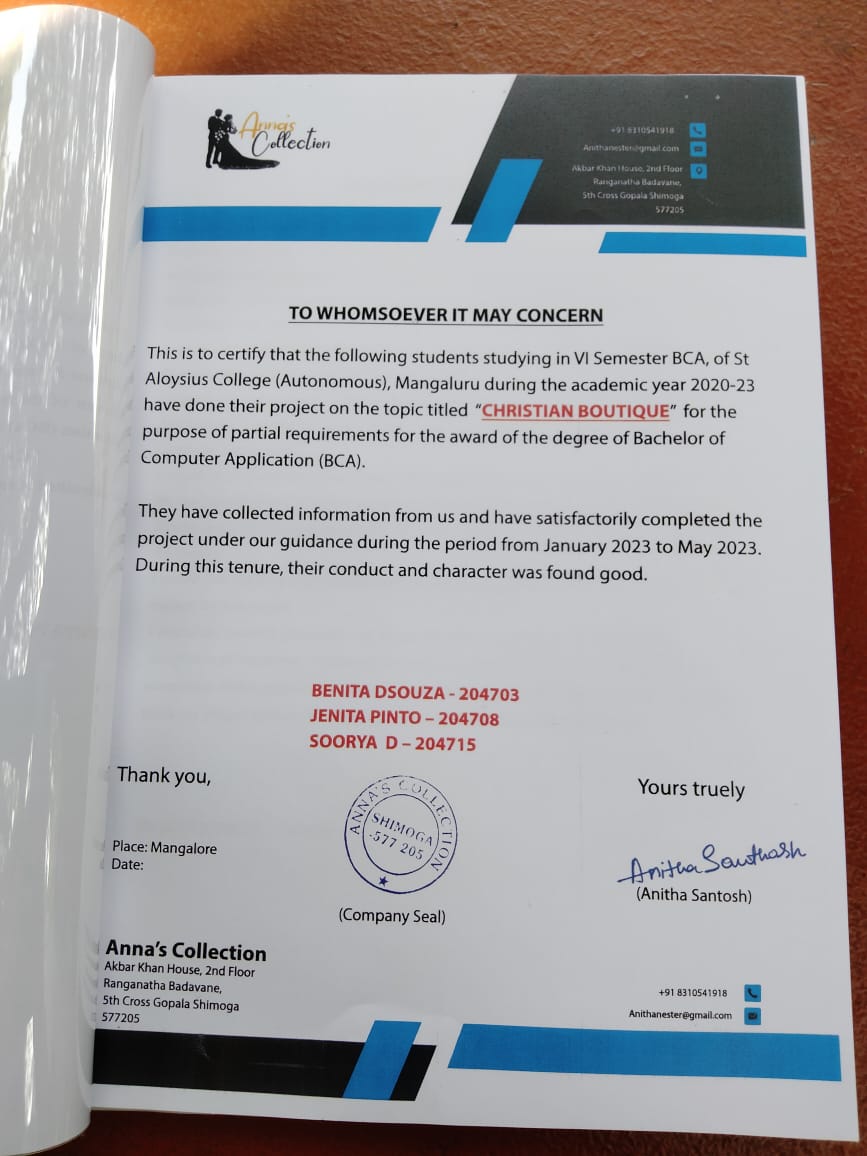 Anna's
Collection
+91 8310541918
Anithanester@gmail.com
Akbar Khan House, 2nd Floor
Ranganatha Badavane,
5th Cross Gopala Shimoga
577205
TO WHOMSOEVER IT MAY CONCERN
This is to certify that the following students studying in VI Semester BCA, of St
Aloysius College (Autonomous), Mangaluru during the academic year 2020-23
have done their project on the topic titled “CHRISTIAN BOUTIQUE” for the
purpose of partial requirements for the award of the degree of Bachelor of
Computer Application (BCA).
They have collected information from us and have satisfactorily completed the
project under our guidance during the period from January 2023 to May 2023.
During this tenure, their conduct and character was found good.
BENITA DSOUZA - 204703
JENITA PINTO – 204708
SOORYA D – 204715
Thank you,
Yours truely
ANNA'S COLLECTION
SHIMOGA
-577 205
Place: Mangalore
Date:
Anitha Santhosh
(Anitha Santosh)
(Company Seal)
Anna's Collection
Akbar Khan House, 2nd Floor
Ranganatha Badavane,
5th Cross Gopala Shimoga
577205
+91 8310541918
Anithanester@gmail.com